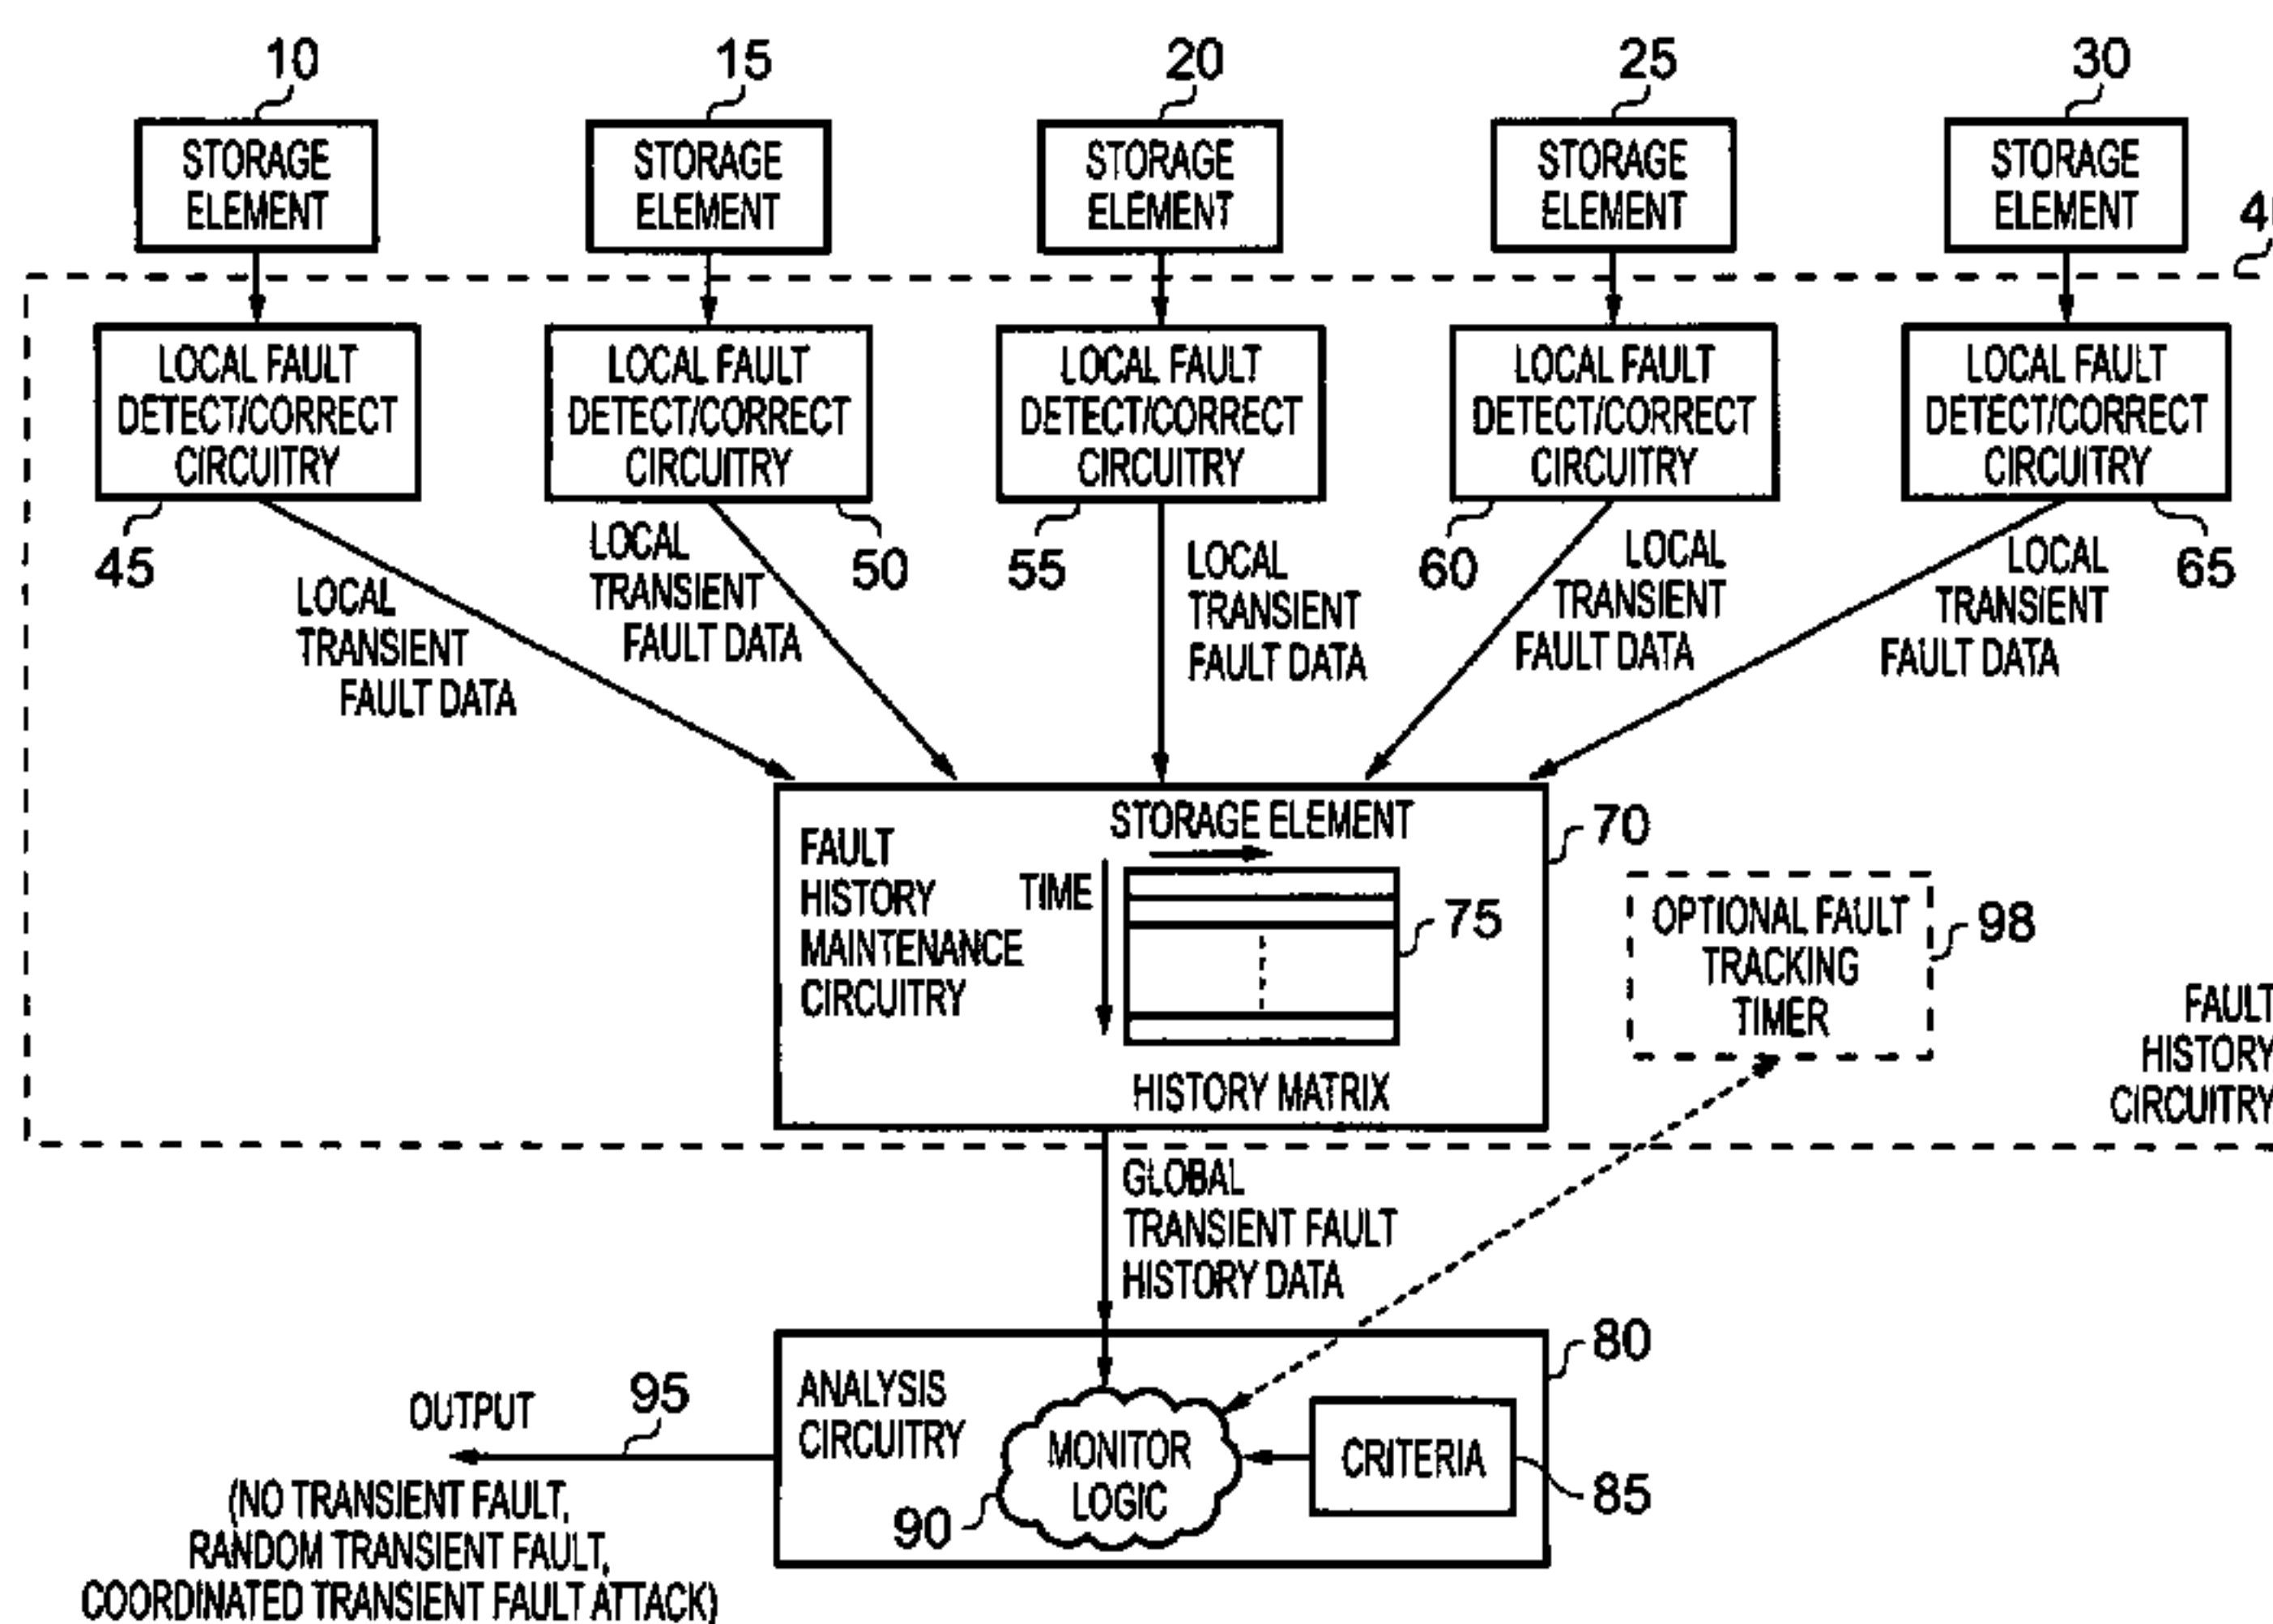 10
15
20
25
30
STORAGE
ELEMENT
STORAGE
ELEMENT
STORAGE
ELEMENT
STORAGE
ELEMENT
STORAGE
ELEMENT
LOCAL FAULT
DETECT/CORRECT
CIRCUITRY
LOCAL FAULT
DETECT/CORRECT
CIRCUITRY
LOCAL FAULT
DETECT/CORRECT
CIRCUITRY
LOCAL FAULT
DETECT/CORRECT
CIRCUITRY
LOCAL FAULT
DETECT/CORRECT
CIRCUITRY
45
50
55
60
65
LOCAL
TRANSIENT
FAULT DATA
LOCAL
TRANSIENT
FAULT DATA
LOCAL
TRANSIENT
FAULT DATA
LOCAL
TRANSIENT
FAULT DATA
LOCAL
TRANSIENT
FAULT DATA
FAULT
HISTORY
MAINTENANCE
CIRCUITRY
STORAGE ELEMENT
TIME
75
HISTORY MATRIX
70
OPTIONAL FAULT
TRACKING
TIMER
98
FAULT
HISTORY
CIRCUITRY
GLOBAL
TRANSIENT FAULT
HISTORY DATA
ANALYSIS
CIRCUITRY
MONITOR
LOGIC
90
CRITERIA
85
80
OUTPUT
95
(NO TRANSIENT FAULT,
RANDOM TRANSIENT FAULT,
COORDINATED TRANSIENT FAULT ATTACK)